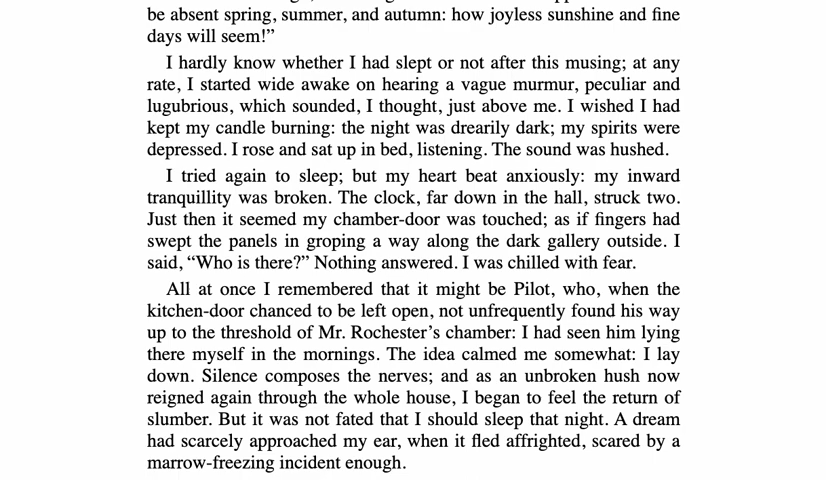 be absent spring, summer, and autumn: how joyless sunshine and fine
days will seem!”
I hardly know whether I had slept or not after this musing; at any
rate, I started wide awake on hearing a vague murmur, peculiar and
lugubrious, which sounded, I thought, just above me. I wished I had
kept my candle burning: the night was drearily dark; my spirits were
depressed. I rose and sat up in bed, listening. The sound was hushed.
I tried again to sleep; but my heart beat anxiously: my inward
tranquillity was broken. The clock, far down in the hall, struck two.
Just then it seemed my chamber-door was touched; as if fingers had
swept the panels in groping a way along the dark gallery outside. I
said, “Who is there?” Nothing answered. I was chilled with fear.
All at once I remembered that it might be Pilot, who, when the
kitchen-door chanced to be left open, not unfrequently found his way
up to the threshold of Mr. Rochester’s chamber: I had seen him lying
there myself in the mornings. The idea calmed me somewhat: I lay
down. Silence composes the nerves; and as an unbroken hush now
reigned again through the whole house, I began to feel the return of
slumber. But it was not fated that I should sleep that night. A dream
had scarcely approached my ear, when it fled affrighted, scared by a
marrow-freezing incident enough.